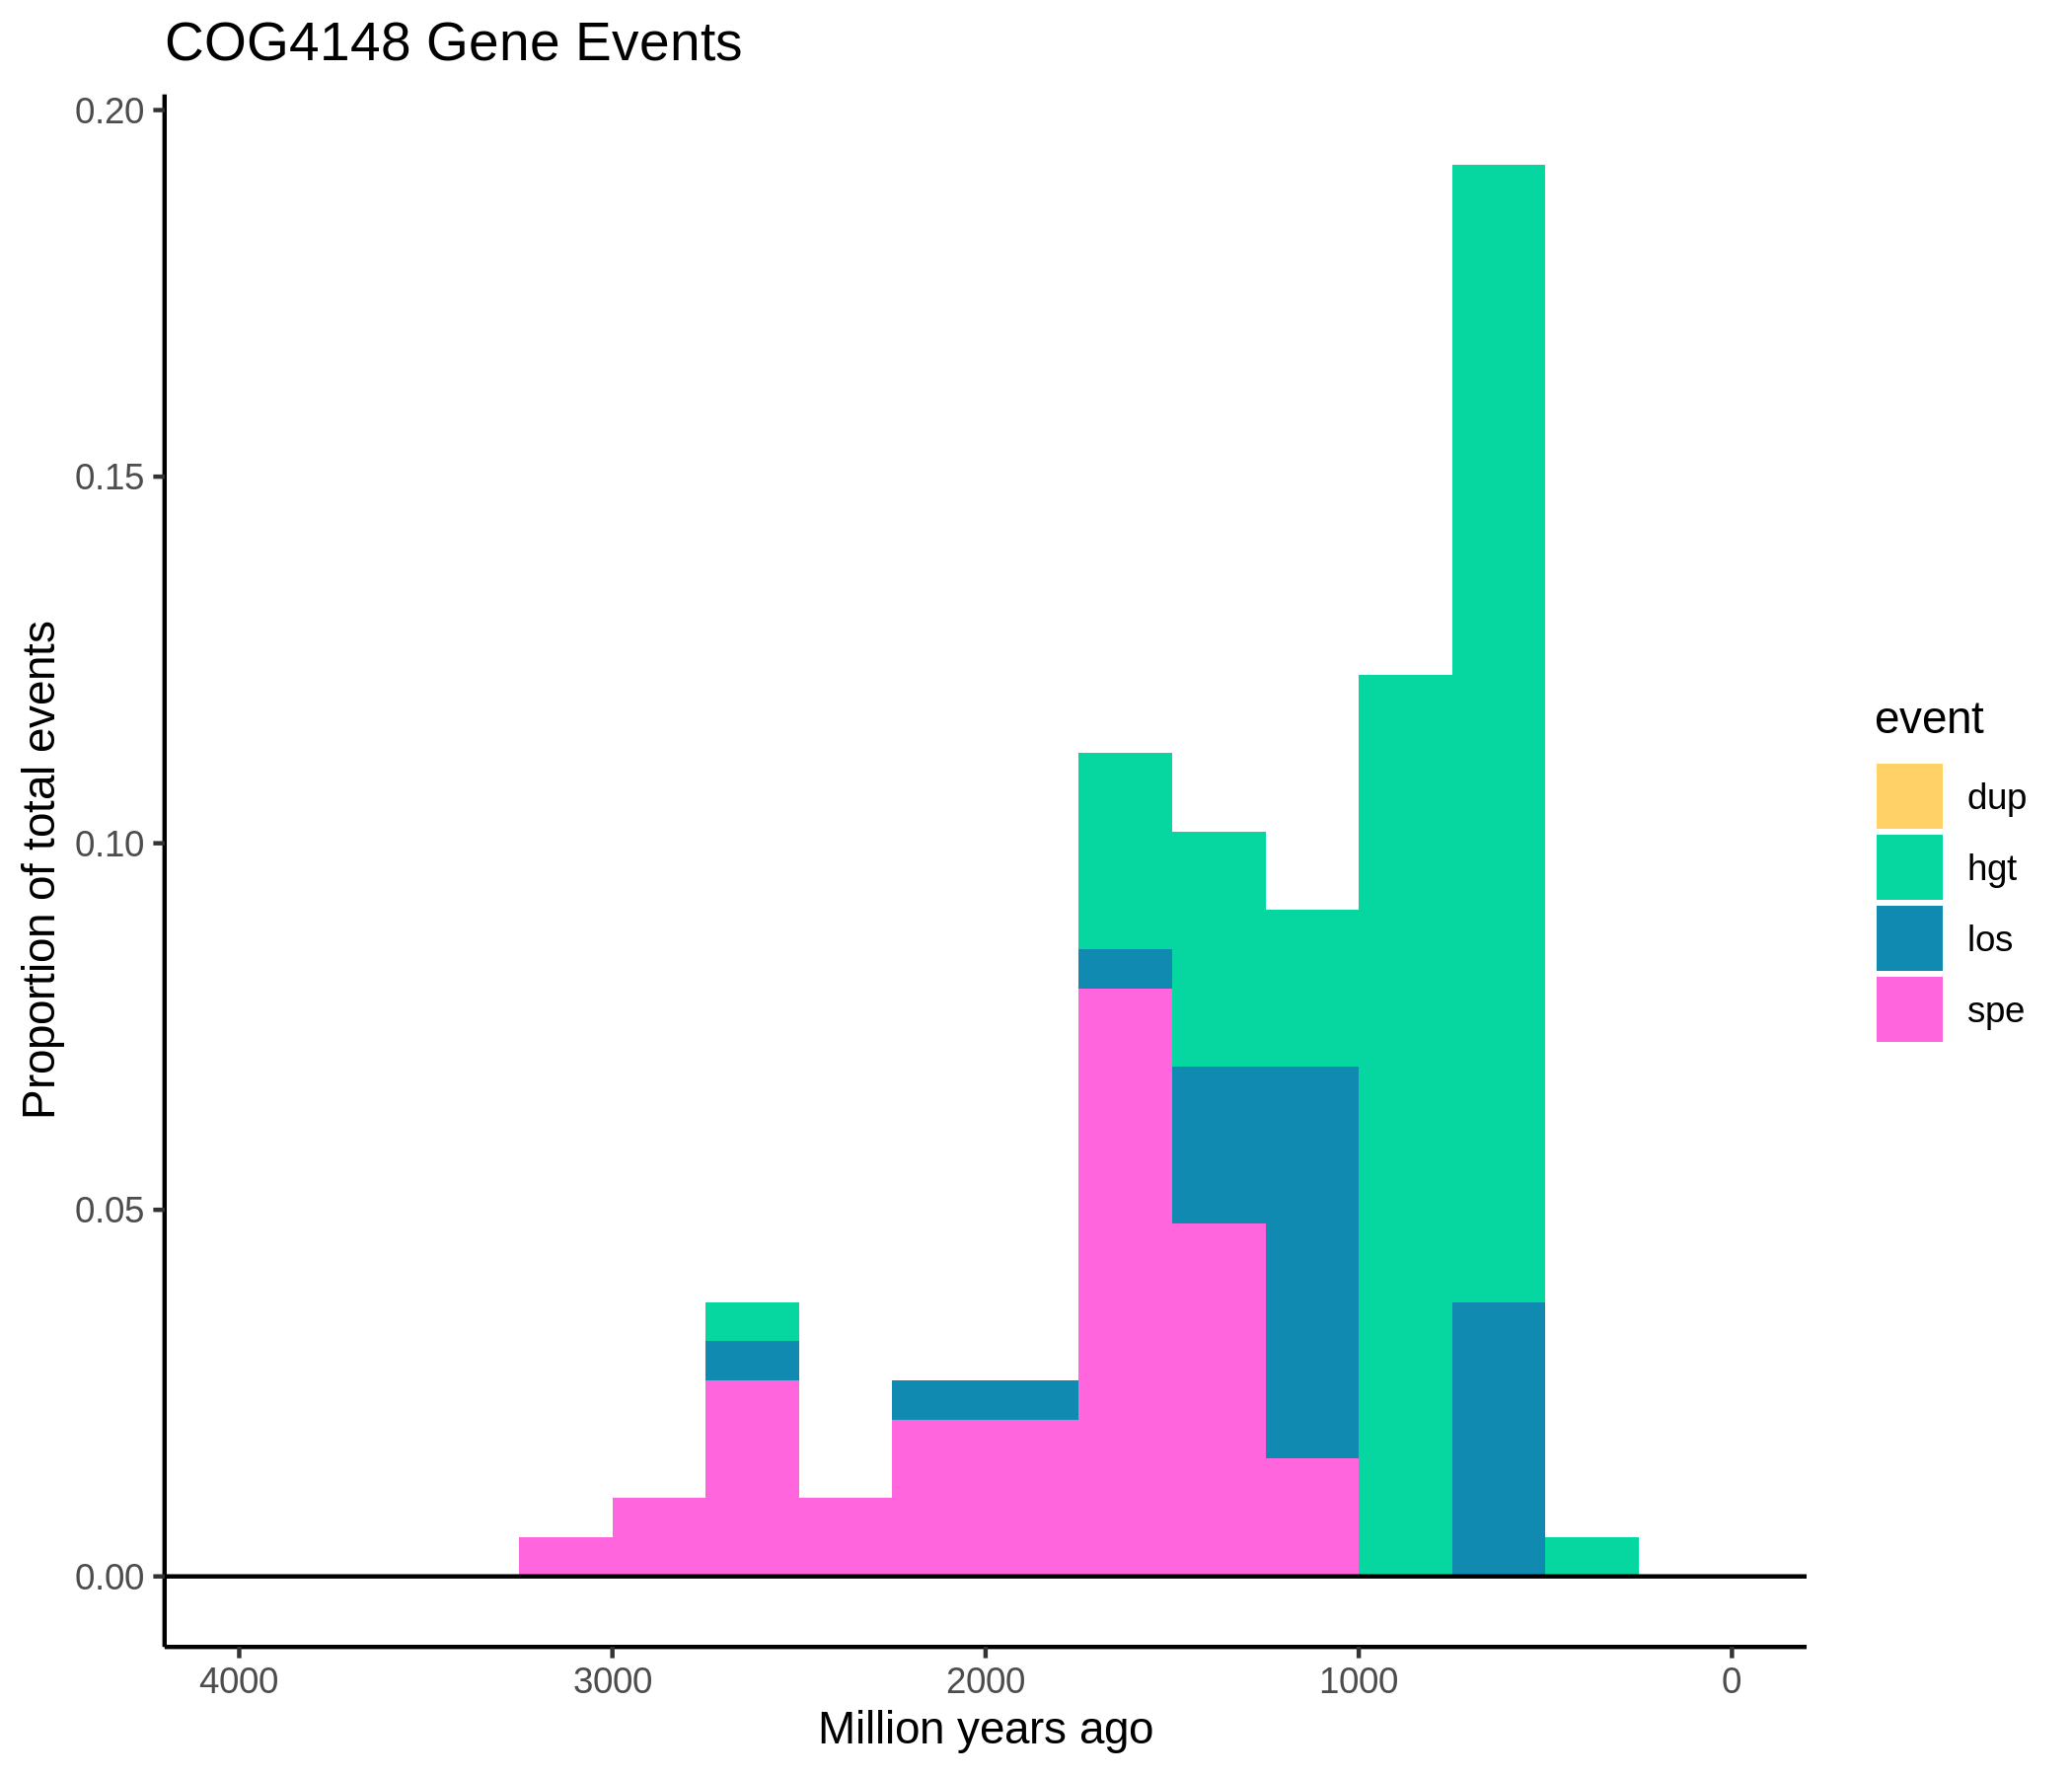 COG4148 Gene Events
Proportion of total events
0.20
0.15
0.10
0.05
0.00
4000 3000 2000 1000 0
Million years ago
event
dup
hgt
los
spe